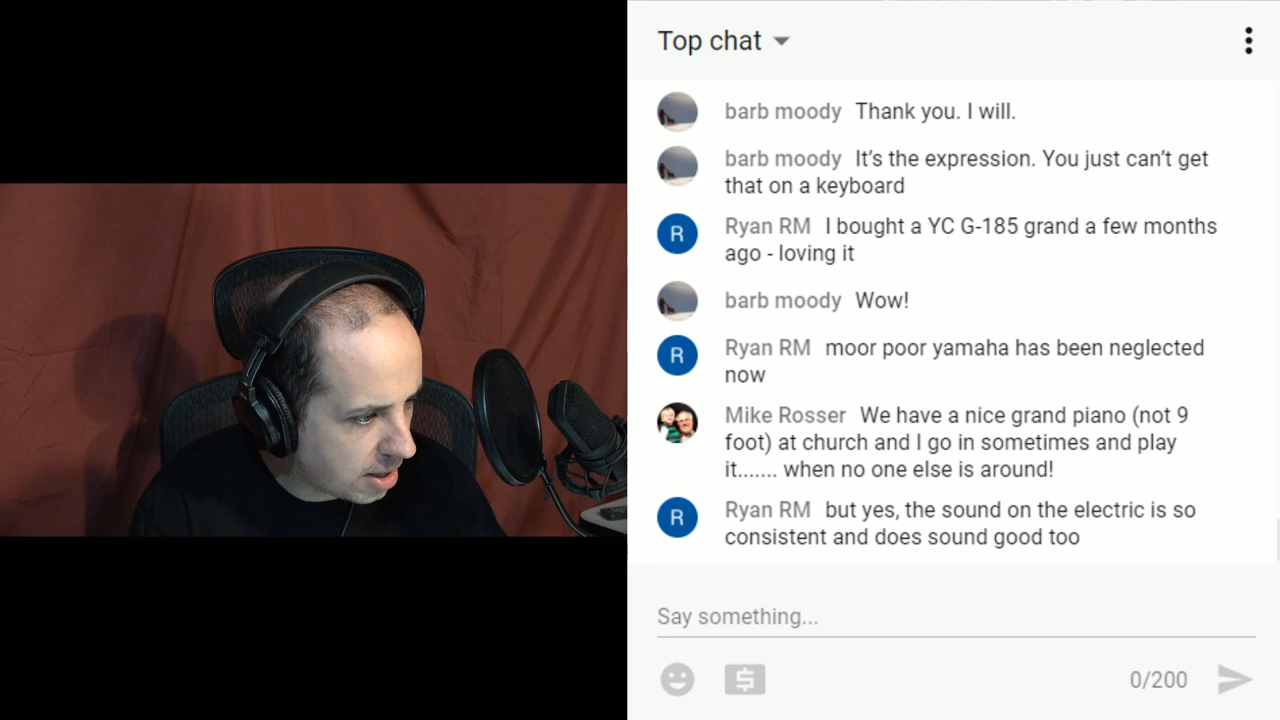 Top chat
barb moody Thank you. I will.
barb moody It’s the expression. You just can’t get
that on a keyboard
R Ryan RM I bought a YC G-185 grand a few months
ago - loving it
barb moody Wow!
R Ryan RM moor poor yamaha has been neglected
now
Mike Rosser We have a nice grand piano (not 9
foot) at church and I go in sometimes and play
it....... when no one else is around!
R Ryan RM but yes, the sound on the electric is so
consistent and does sound good too
Say something...
0/200